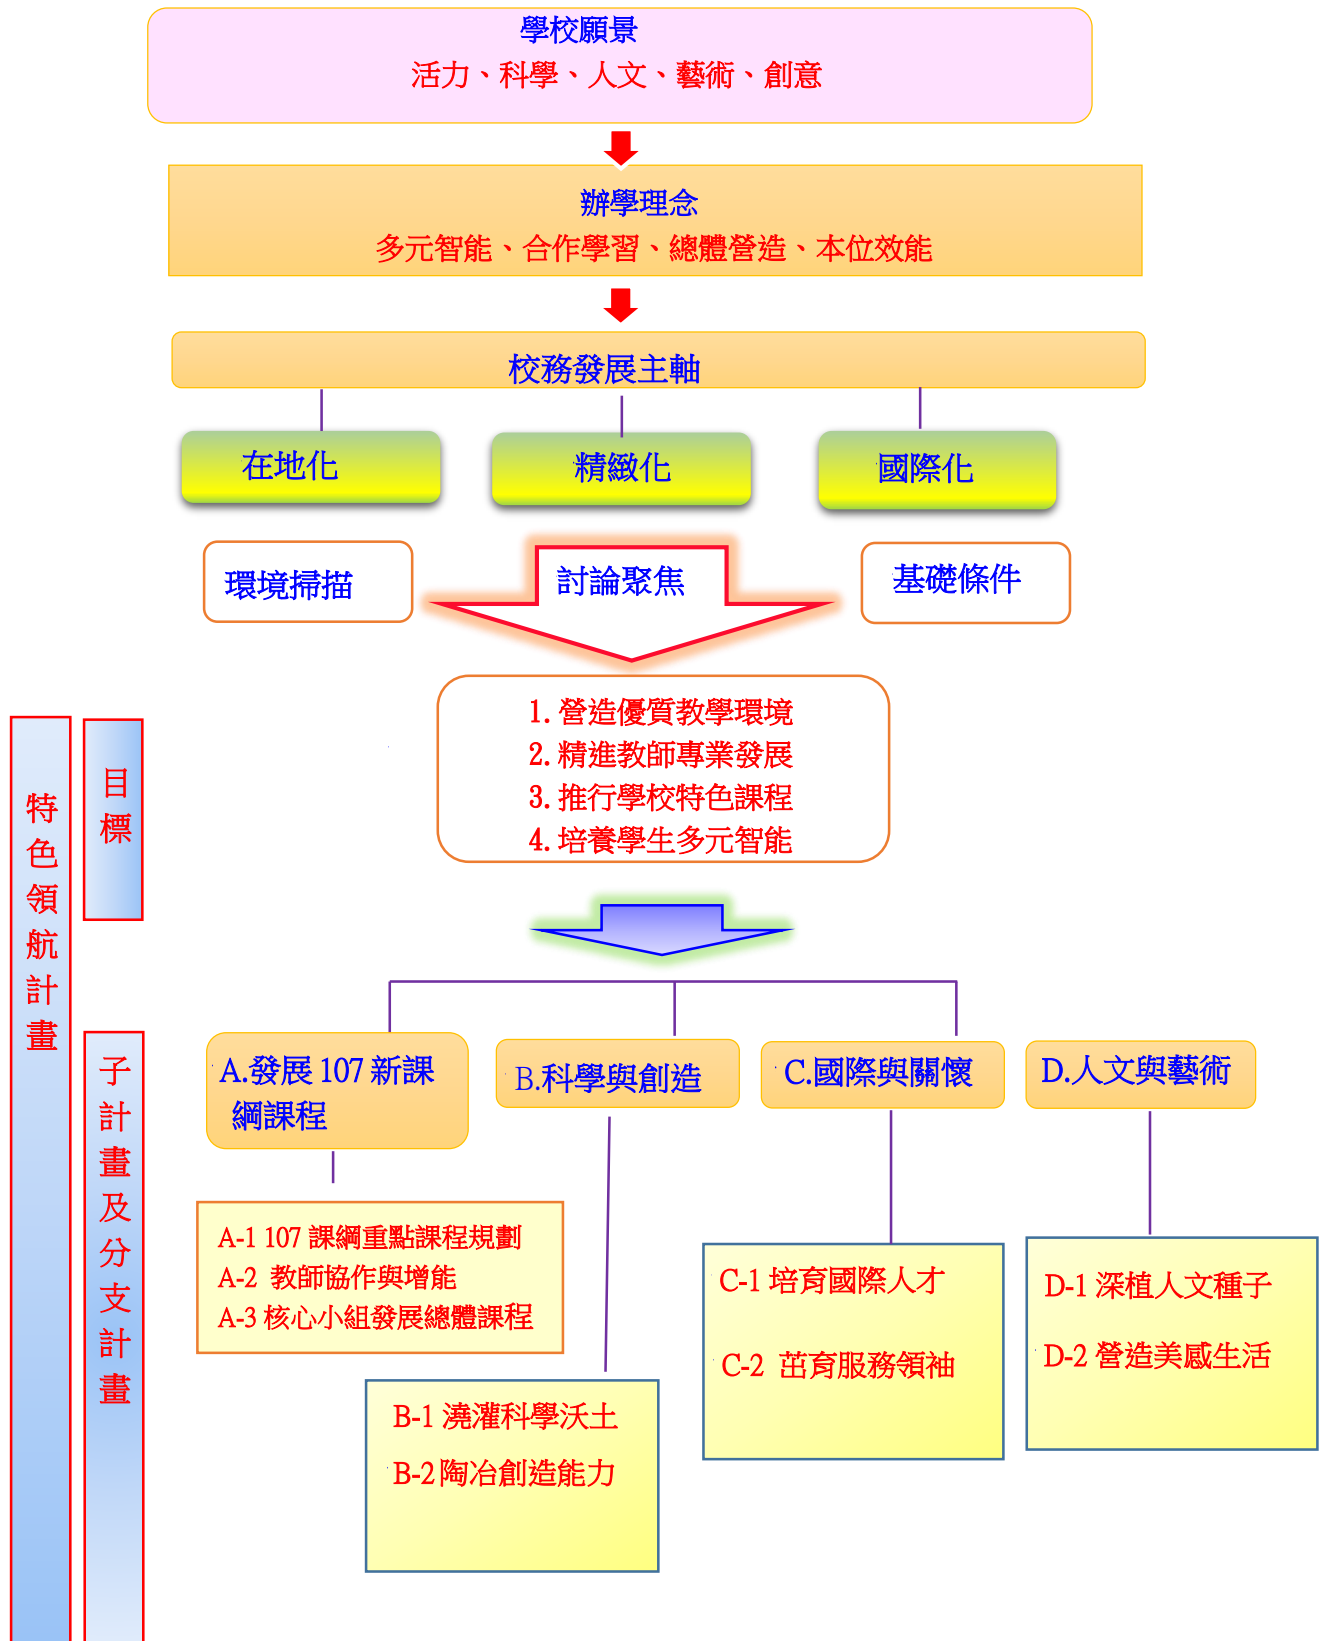 學校願景
活力、科學、人文、藝術、創意
辦學理念
多元智能、合作學習、總體營造、本位效能
校務發展主軸
在地化
精緻化
國際化
環境掃描
討論聚焦
基礎條件
特色領航計畫
目標
1. 營造優質教學環境
2. 精進教師專業發展
3. 推行學校特色課程
4. 培養學生多元智能
子計畫及分支計畫
A.發展 107 新課
綱課程
B.科學與創造
C.國際與關懷
D.人文與藝術
A-1 107 課綱重點課程規劃
A-2 教師協作與增能
A-3 核心小組發展總體課程
B-1 澆灌科學沃土
B-2 陶冶創造能力
C-1 培育國際人才
C-2 茁育服務領袖
D-1 深植人文種子
D-2 營造美感生活